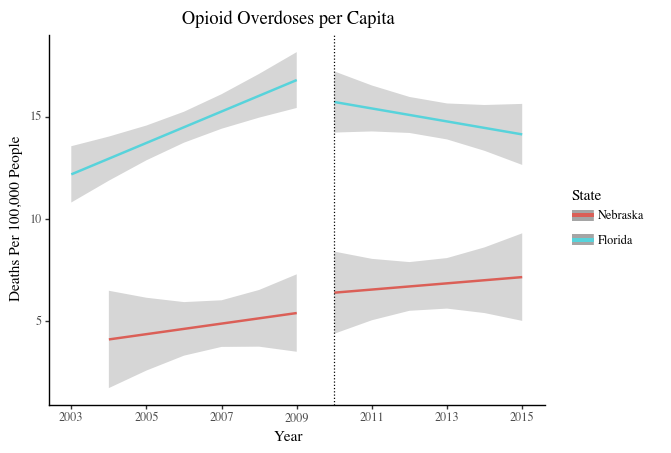 Opioid Overdoses per Capita
Deaths Per 100,000 People
15
10
5
2003 2005 2007 2009 2011 2013 2015
Year
State
Nebraska
Florida